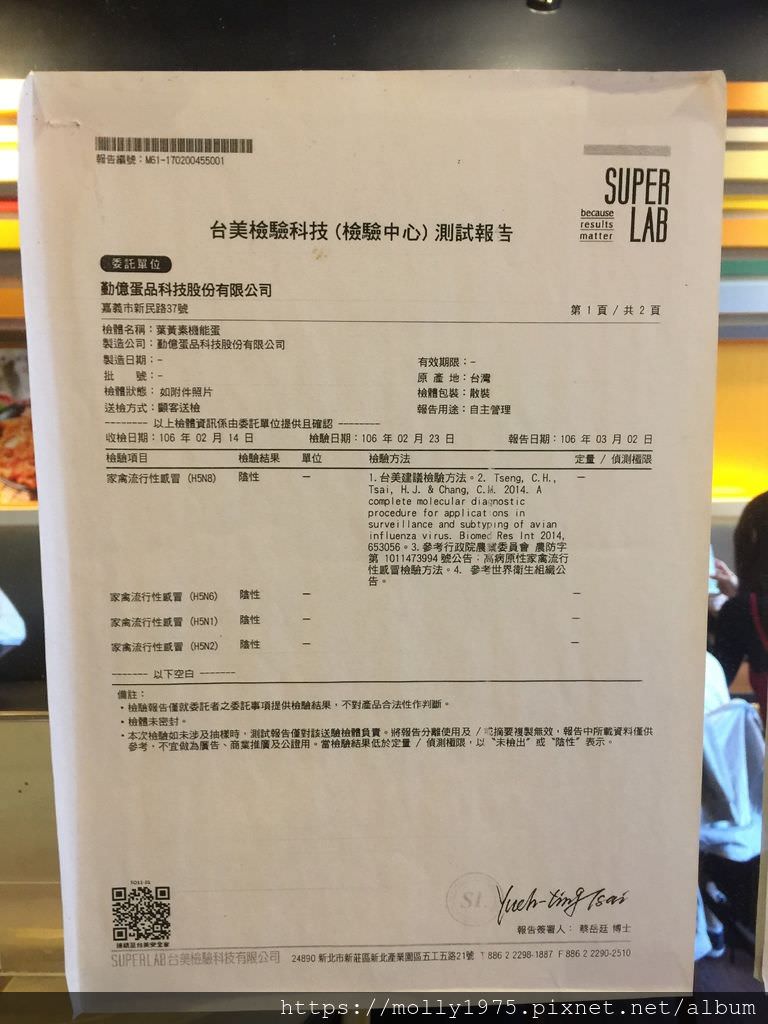 報告編號：M61-170200455001
SUPER LAB
because results matter
台美檢驗科技(檢驗中心)測試報告
委託單位
勤億蛋品科技股份有限公司
嘉義市新民路37號
第 1 頁 / 共 2 頁
檢體名稱：葉黃素機能蛋
製造公司：勤億蛋品科技股份有限公司
製造日期：- 有效期限：-
批 號：- 原 產 地：台灣
檢體狀態： 如附件照片 檢體包裝：散裝
送檢方式：顧客送檢 報告用途：自主管理
-------- 以上檢體資訊係由委託單位提供且確認 --------
收檢日期：106 年 02 月 14 日 檢驗日期：106 年 02 月 23 日 報告日期：106 年 03 月 02 日
檢驗項目 檢驗結果 單位 檢驗方法 定量 / 偵測極限
家禽流行性感冒 (H5N8) 陰性 － 1.台美建議檢驗方法。2. Tseng, C.H., －
Tsai, H.J. & Chang, C.M. 2014. A
complete molecular diagnostic
procedure for applications in
surveillance and subtyping of avian
influenza virus. Biomed Res Int 2014,
653056。3.參考行政院農業委員會 農防字
第 1011473994 號公告：高病原性家禽流行
性感冒檢驗方法。4. 參考世界衛生組織公
告。
家禽流行性感冒 (H5N6) 陰性 － －
家禽流行性感冒 (H5N1) 陰性 － －
家禽流行性感冒 (H5N2) 陰性 － －
------- 以下空白 -------
備註：
•檢驗報告僅就委託者之委託事項提供檢驗結果，不對產品合法性作判斷。
•檢體未密封。
•本次檢驗如未涉及抽樣時，測試報告僅對該送驗檢體負責。將報告分離使用及 /或摘要複製無效，報告中所載資料僅供
參考，不宜做為廣告、商業推廣及公證用。當檢驗結果低於定量 / 偵測極限，以“未檢出”或“陰性”表示。
Yueh-ting Tsai
報告簽署人： 蔡岳廷 博士
連結至台美安全家
SUPERLAB台美檢驗科技有限公司 24890 新北市新莊區新北產業園區五工五路21號 T 886 2 2298-1887 F 886 2 2290-2510
https://molly1975.pixnet.net/album